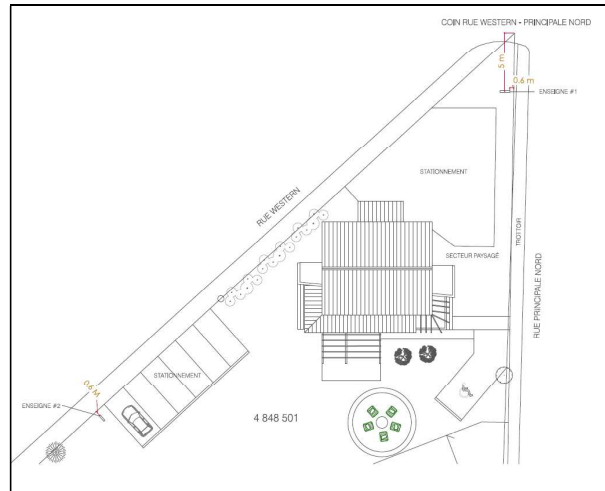 COIN RUE WESTERN - PRINCIPALE NORD
5 m
0.6 m
ENSEIGNE #1
STATIONNEMENT
RUE WESTERN
TROTTOIR
SECTEUR PAYSAGÉ
RUE PRINCIPALE NORD
STATIONNEMENT
0.6 M
ENSEIGNE #2
4 848 501